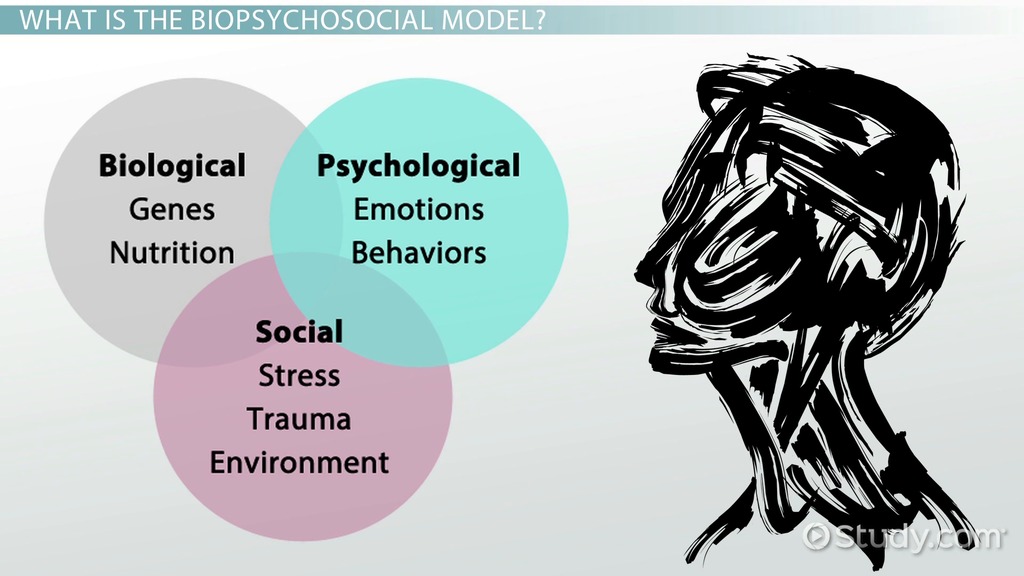 WHAT IS THE BIOPSYCHOSOCIAL MODEL?
Biological
Genes
Nutrition
Psychological
Emotions
Behaviors
Social
Stress
Trauma
Environment
Study.com